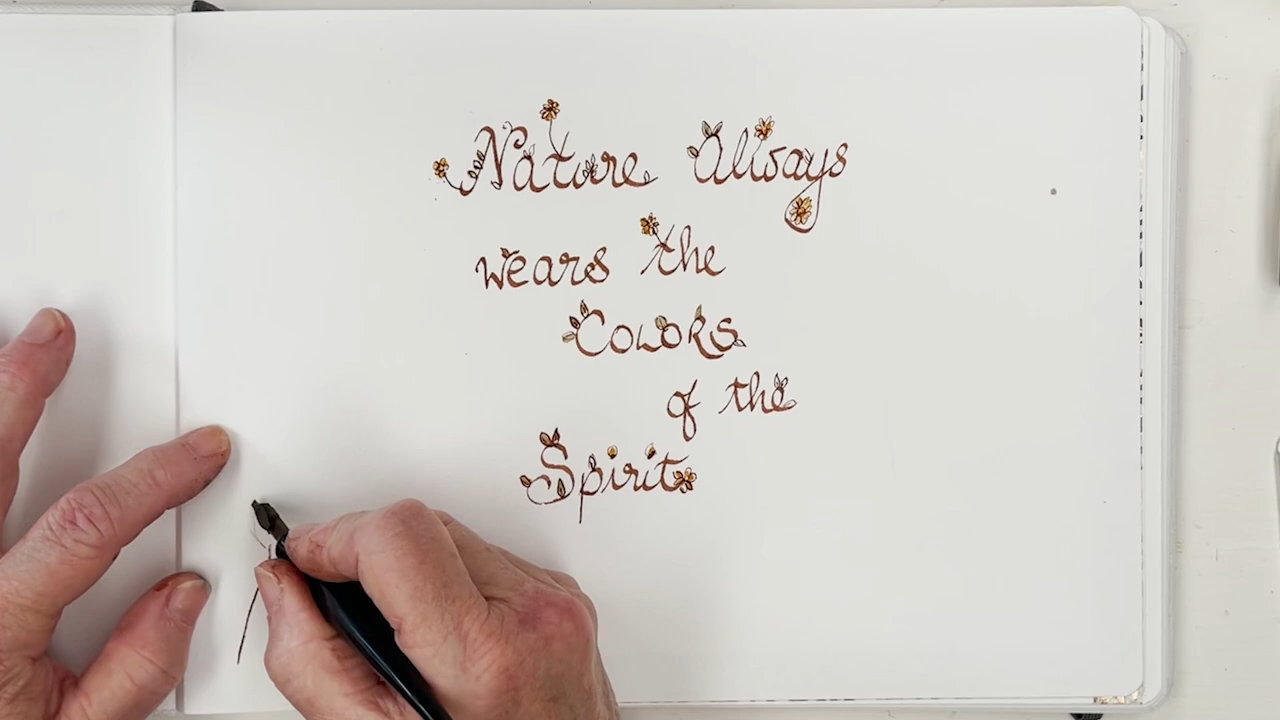 Nature Always
wears the
Colors
of the
Spirit